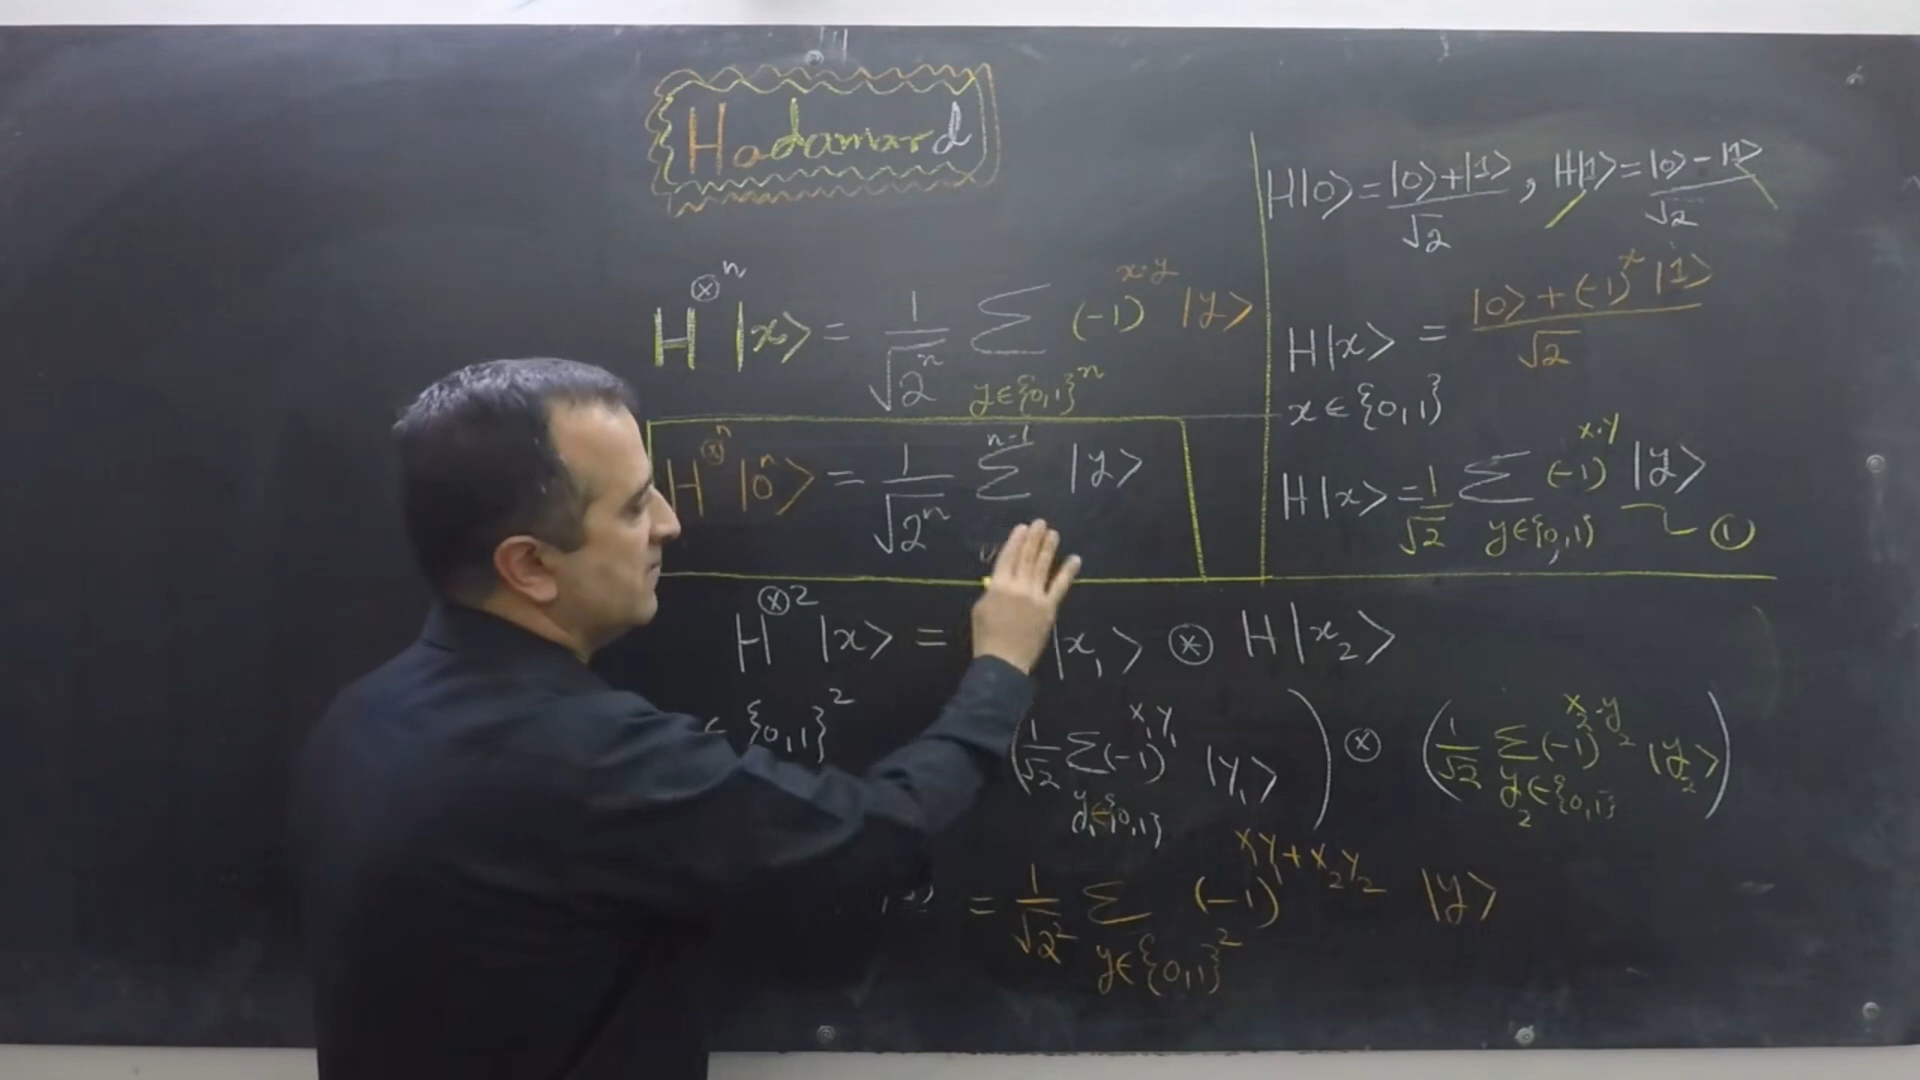 Hadamard
H^{⊗n} |x⟩ = 1/√2^n Σ_{y∈{0,1}^n} (-1)^{x·y} |y⟩
H^{⊗n} |0^n⟩ = 1/√2^n Σ^{n-1} |y⟩
H|0⟩ = |0⟩+|1⟩/√2 , H|1⟩ = |0⟩-|1⟩/√2
H|x⟩ = |0⟩+(-1)^x|1⟩/√2
x∈{0,1}
H|x⟩ = 1/√2 Σ_{y∈{0,1}} (-1)^{x·y} |y⟩ ①
H^{⊗2} |x⟩ = |x_1⟩ ⊗ H|x_2⟩
{0,1}^2 (1/√2 Σ_{y_1∈{0,1}} (-1)^{x_1y_1} |y_1⟩) ⊗ (1/√2 Σ_{y_2∈{0,1}} (-1)^{x_2·y_2} |y_2⟩)
= 1/√2^2 Σ_{y∈{0,1}^2} (-1)^{x_1y_1+x_2y_2} |y⟩